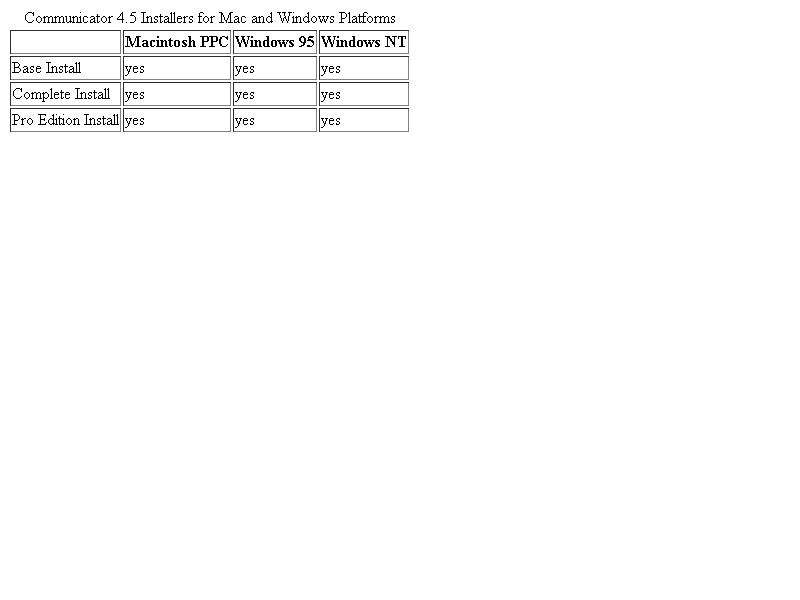 Communicator 4.5 Installers for Mac and Windows Platforms
Macintosh PPC Windows 95 Windows NT
Base Install yes yes yes
Complete Install yes yes yes
Pro Edition Install yes yes yes